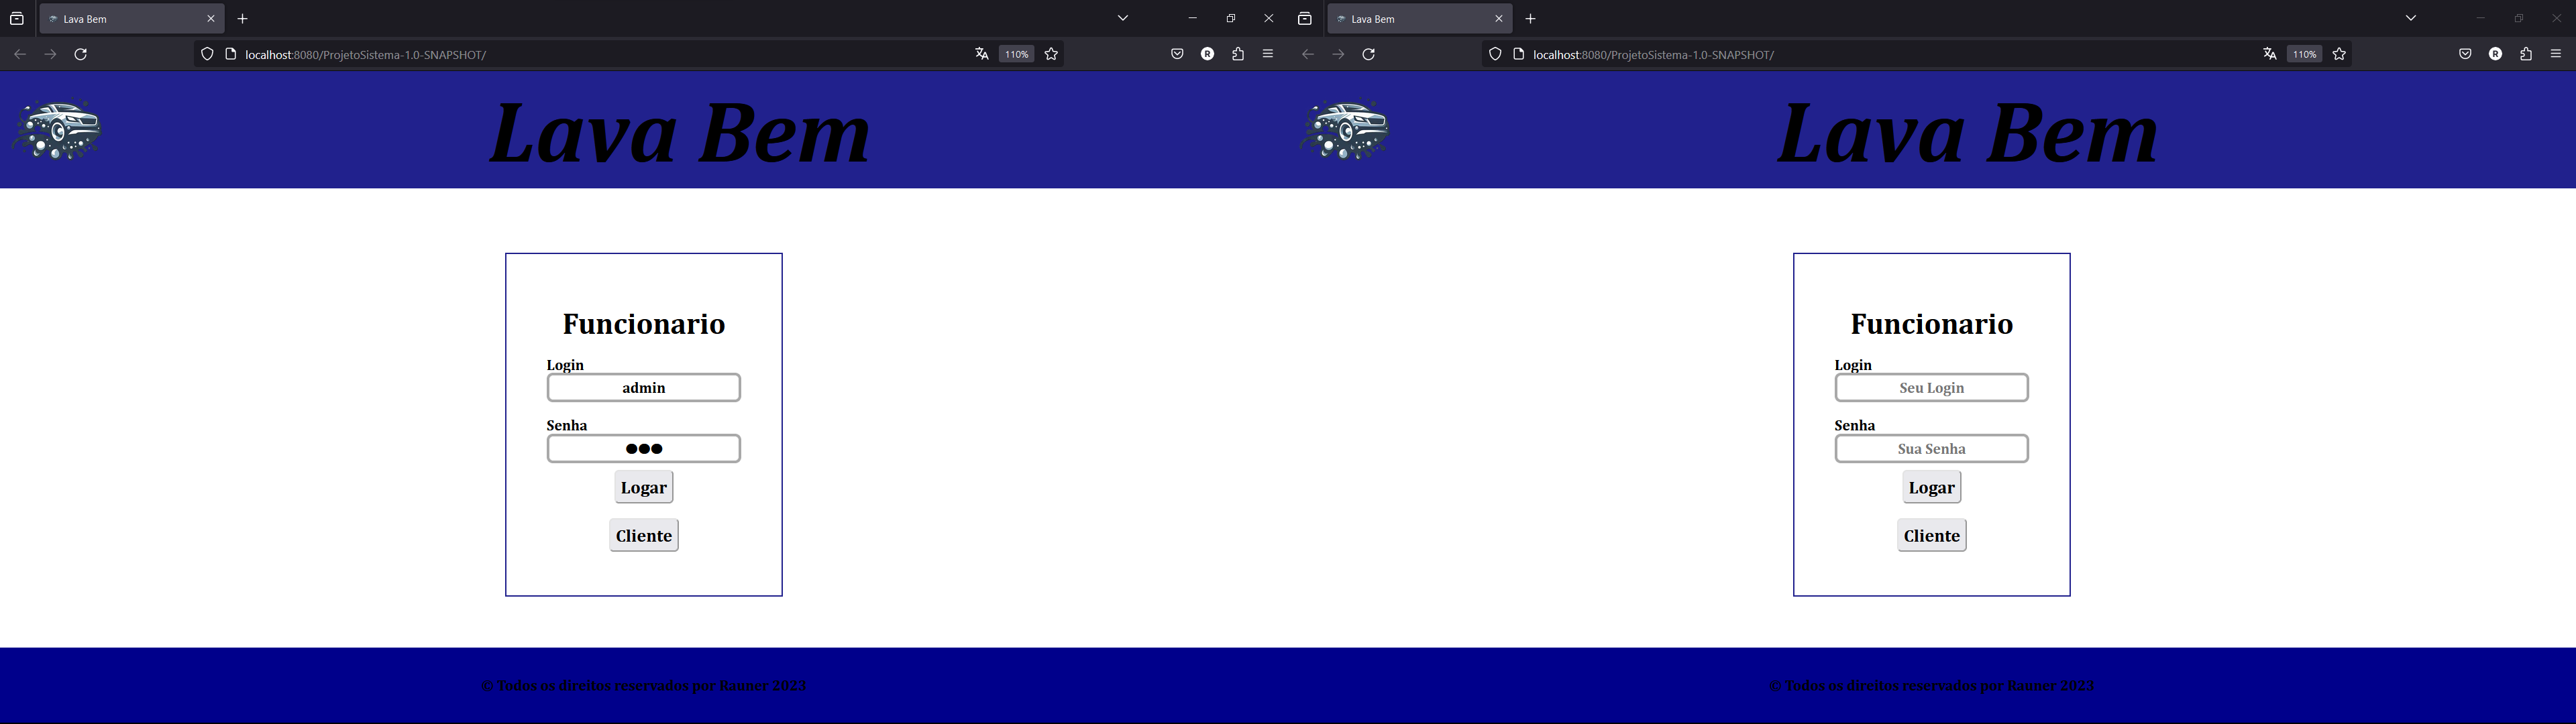 Lava Bem
localhost:8080/ProjetoSistema-1.0-SNAPSHOT/
110%
R
Lava Bem
Funcionario
Login
admin
Senha
Logar
Cliente
© Todos os direitos reservados por Rauner 2023
Lava Bem
localhost:8080/ProjetoSistema-1.0-SNAPSHOT/
110%
R
Lava Bem
Funcionario
Login
Seu Login
Senha
Sua Senha
Logar
Cliente
© Todos os direitos reservados por Rauner 2023